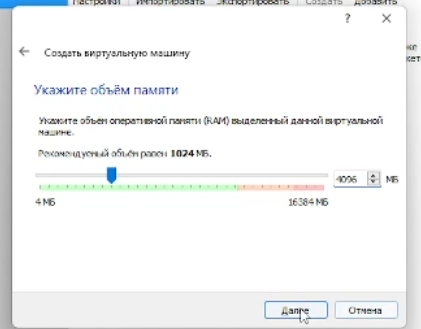 Настройки Импортировать Экспортировать Создать Добавить
?
Создать виртуальную машину
Укажите объём памяти
Укажите объём оперативной памяти (RAM) выделенный данной виртуальной
машине.
Рекомендуемый объём равен 1024 МБ.
4096 МБ
4 МБ 16384 МБ
Далее Отмена